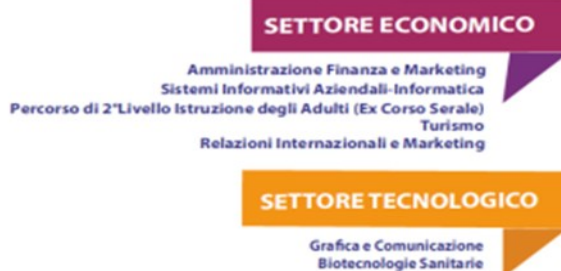 SETTORE ECONOMICO
Amministrazione Finanza e Marketing
Sistemi Informativi Aziendali-Informatica
Percorso di 2°Livello Istruzione degli Adulti (Ex Corso Serale)
Turismo
Relazioni Internazionali e Marketing
SETTORE TECNOLOGICO
Grafica e Comunicazione
Biotecnologie Sanitarie